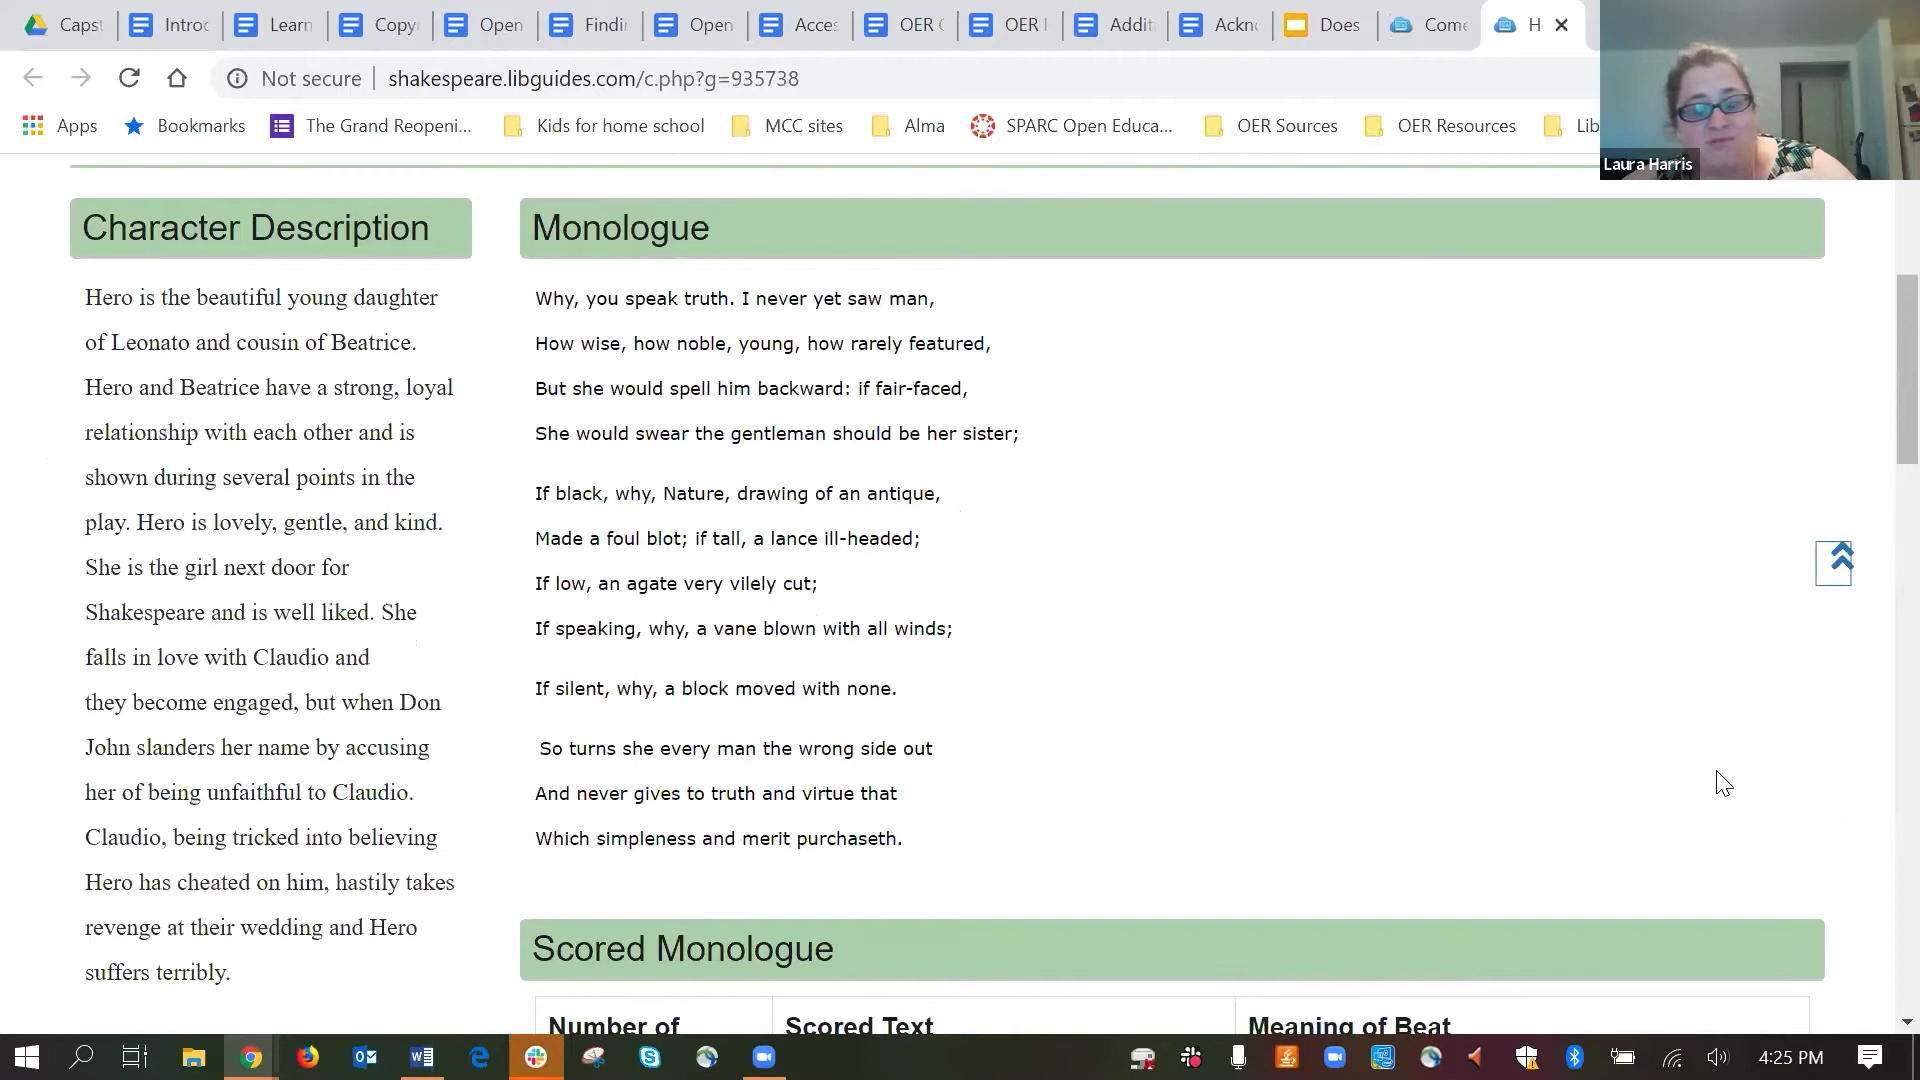 Capst
Introd
Learn
Copy
Open
Findi
Open
Acces
OER
OER
Addit
Ackn
Does
Come
H
Not secure
shakespeare.libguides.com/c.php?g=935738
Apps
Bookmarks
The Grand Reopeni...
Kids for home school
MCC sites
Alma
SPARC Open Educa...
OER Sources
OER Resources
Lib
Laura Harris
Character Description
Hero is the beautiful young daughter
of Leonato and cousin of Beatrice.
Hero and Beatrice have a strong, loyal
relationship with each other and is
shown during several points in the
play. Hero is lovely, gentle, and kind.
She is the girl next door for
Shakespeare and is well liked. She
falls in love with Claudio and
they become engaged, but when Don
John slanders her name by accusing
her of being unfaithful to Claudio.
Claudio, being tricked into believing
Hero has cheated on him, hastily takes
revenge at their wedding and Hero
suffers terribly.
Monologue
Why, you speak truth. I never yet saw man,
How wise, how noble, young, how rarely featured,
But she would spell him backward: if fair-faced,
She would swear the gentleman should be her sister;
If black, why, Nature, drawing of an antique,
Made a foul blot; if tall, a lance ill-headed;
If low, an agate very vilely cut;
If speaking, why, a vane blown with all winds;
If silent, why, a block moved with none.
So turns she every man the wrong side out
And never gives to truth and virtue that
Which simpleness and merit purchaseth.
Scored Monologue
Number of
Scored Text
Meaning of Beat
4:25 PM